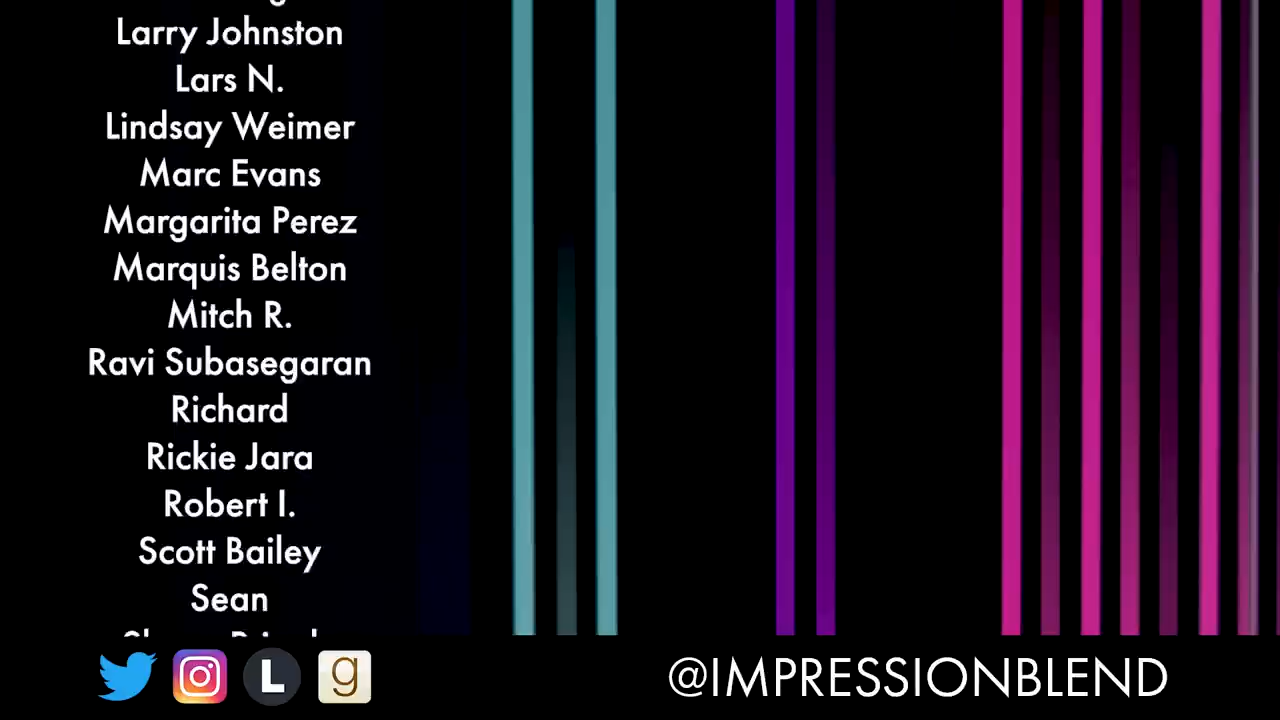 Larry Johnston
Lars N.
Lindsay Weimer
Marc Evans
Margarita Perez
Marquis Belton
Mitch R.
Ravi Subasegaran
Richard
Rickie Jara
Robert I.
Scott Bailey
Sean
L g
@IMPRESSIONBLEND